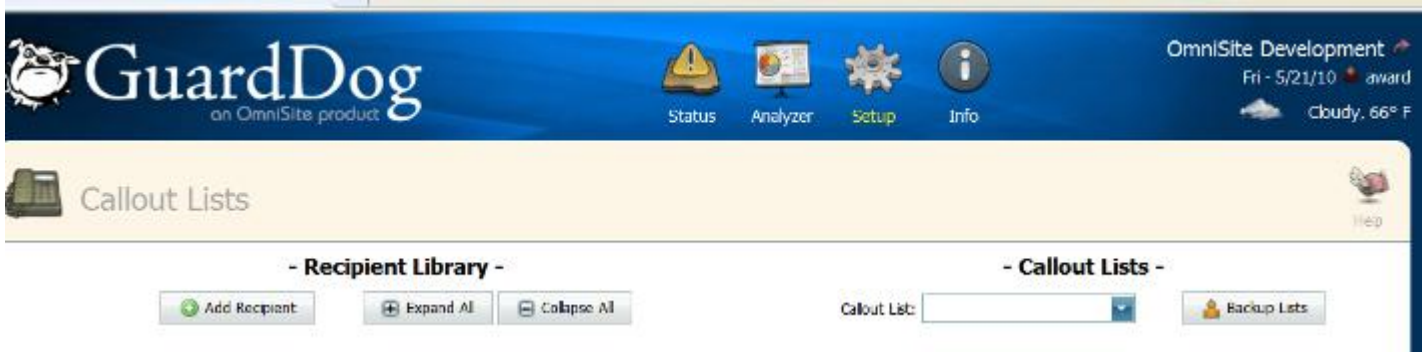 GuardDog
an OmniSite product
Status Analyzer Setup Info
OmniSite Development
Fri - 5/21/10 award
Cloudy, 66° F
Callout Lists
Help
- Recipient Library -
- Callout Lists -
Add Recipient Expand All Collapse All
Callout List: Backup Lists